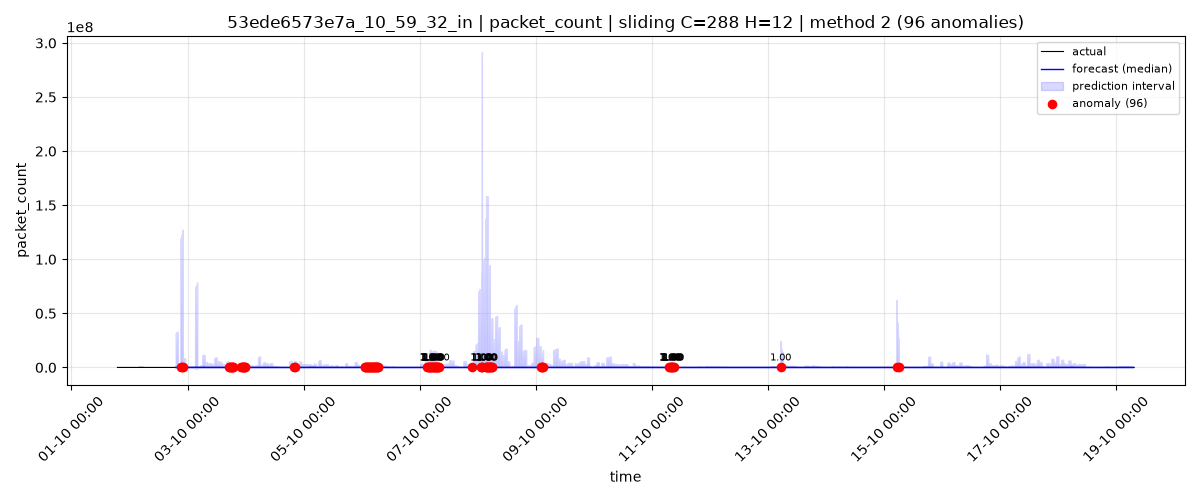 53ede6573e7a_10_59_32_in | packet_count | sliding C=288 H=12 | method 2 (96 anomalies)
1e8
3.0
2.5
2.0
1.5
1.0
0.5
0.0
packet_count
actual
forecast (median)
prediction interval
anomaly (96)
1.00
01-10 00:00
03-10 00:00
05-10 00:00
07-10 00:00
09-10 00:00
11-10 00:00
13-10 00:00
15-10 00:00
17-10 00:00
19-10 00:00
time